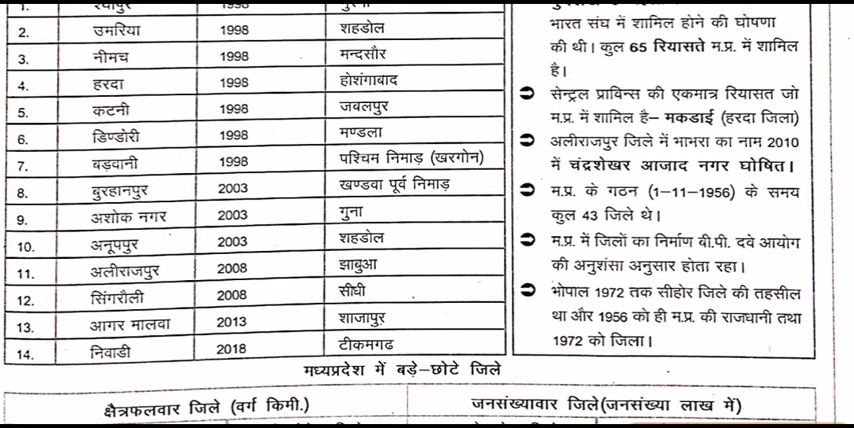 2. उमरिया 1998 शहडोल
3. नीमच 1998 मन्दसौर
4. हरदा 1998 होशंगाबाद
5. कटनी 1998 जबलपुर
6. डिण्डोरी 1998 मण्डला
7. बड़वानी 1998 पश्चिम निमाड़ (खरगोन)
8. बुरहानपुर 2003 खण्डवा पूर्व निमाड़
9. अशोक नगर 2003 गुना
10. अनूपपुर 2003 शहडोल
11. अलीराजपुर 2008 झाबुआ
12. सिंगरौली 2008 सीधी
13. आगर मालवा 2013 शाजापुर
14. निवाडी 2018 टीकमगढ
भारत संघ में शामिल होने की घोषणा
की थी। कुल 65 रियासते म.प्र. में शामिल
है।
सेन्ट्रल प्राविन्स की एकमात्र रियासत जो
म.प्र. में शामिल है– मकडाई (हरदा जिला)
अलीराजपुर जिले में भाभरा का नाम 2010
में चंद्रशेखर आजाद नगर घोषित।
म.प्र. के गठन (1–11–1956) के समय
कुल 43 जिले थे।
म.प्र. में जिलों का निर्माण बी.पी. दवे आयोग
की अनुशंसा अनुसार होता रहा।
भोपाल 1972 तक सीहोर जिले की तहसील
था और 1956 को ही म.प्र. की राजधानी तथा
1972 को जिला।
मध्यप्रदेश में बड़े–छोटे जिले
क्षैत्रफलवार जिले (वर्ग किमी.) जनसंख्यावार जिले(जनसंख्या लाख में)